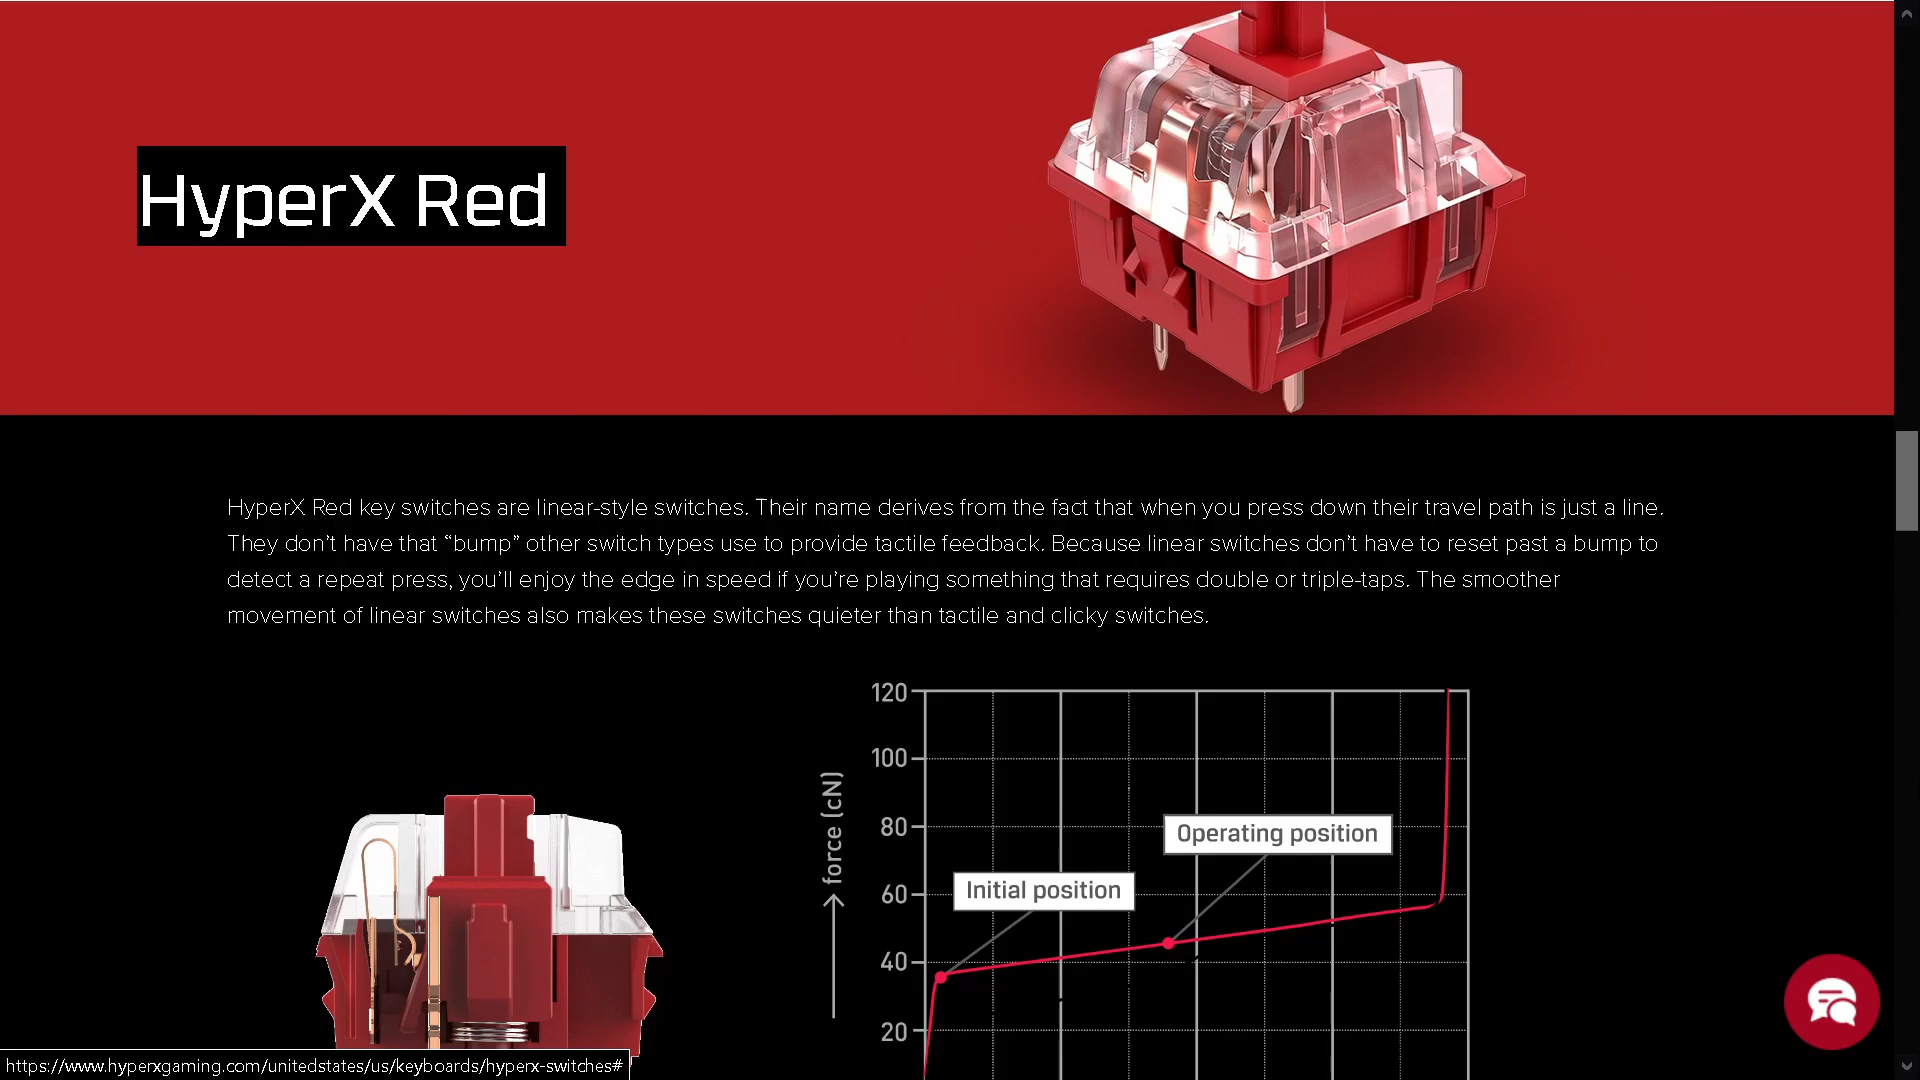 HyperX Red
HyperX Red key switches are linear-style switches. Their name derives from the fact that when you press down their travel path is just a line.
They don’t have that “bump” other switch types use to provide tactile feedback. Because linear switches don’t have to reset past a bump to
detect a repeat press, you’ll enjoy the edge in speed if you’re playing something that requires double or triple-taps. The smoother
movement of linear switches also makes these switches quieter than tactile and clicky switches.
120
100
80
60
40
20
force (cN)
Operating position
Initial position
https://www.hyperxgaming.com/unitedstates/us/keyboards/hyperx-switches#